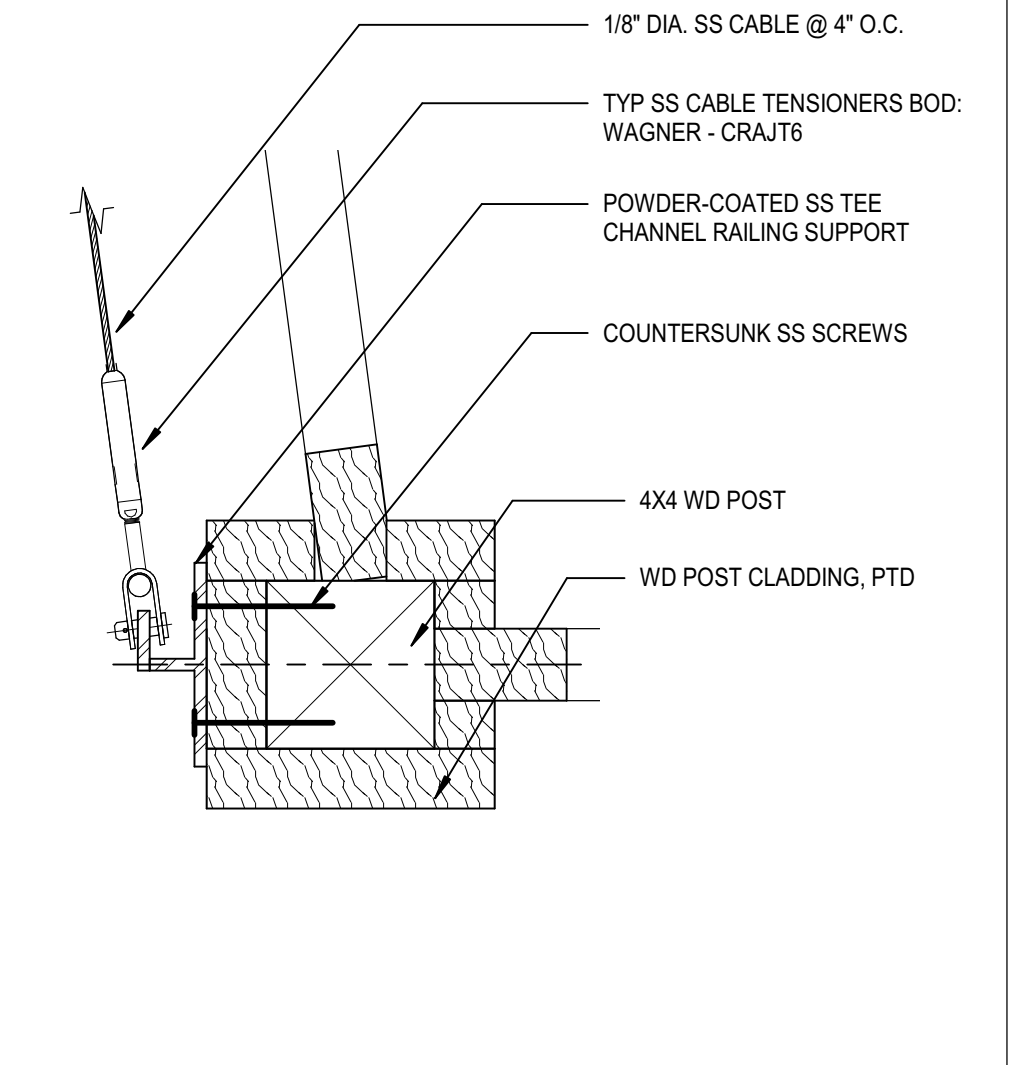 1/8" DIA. SS CABLE @ 4" O.C.
TYP SS CABLE TENSIONERS BOD:
WAGNER - CRAJT6
POWDER-COATED SS TEE
CHANNEL RAILING SUPPORT
COUNTERSUNK SS SCREWS
4X4 WD POST
WD POST CLADDING, PTD